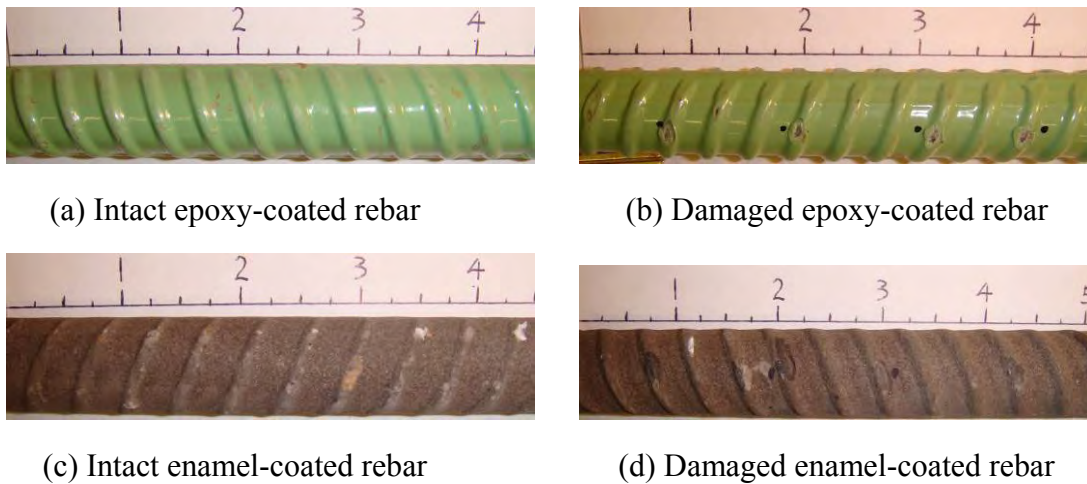 1 2 3 4
1 2 3 4
(a) Intact epoxy-coated rebar
(b) Damaged epoxy-coated rebar
1 2 3 4
1 2 3 4 5
(c) Intact enamel-coated rebar
(d) Damaged enamel-coated rebar